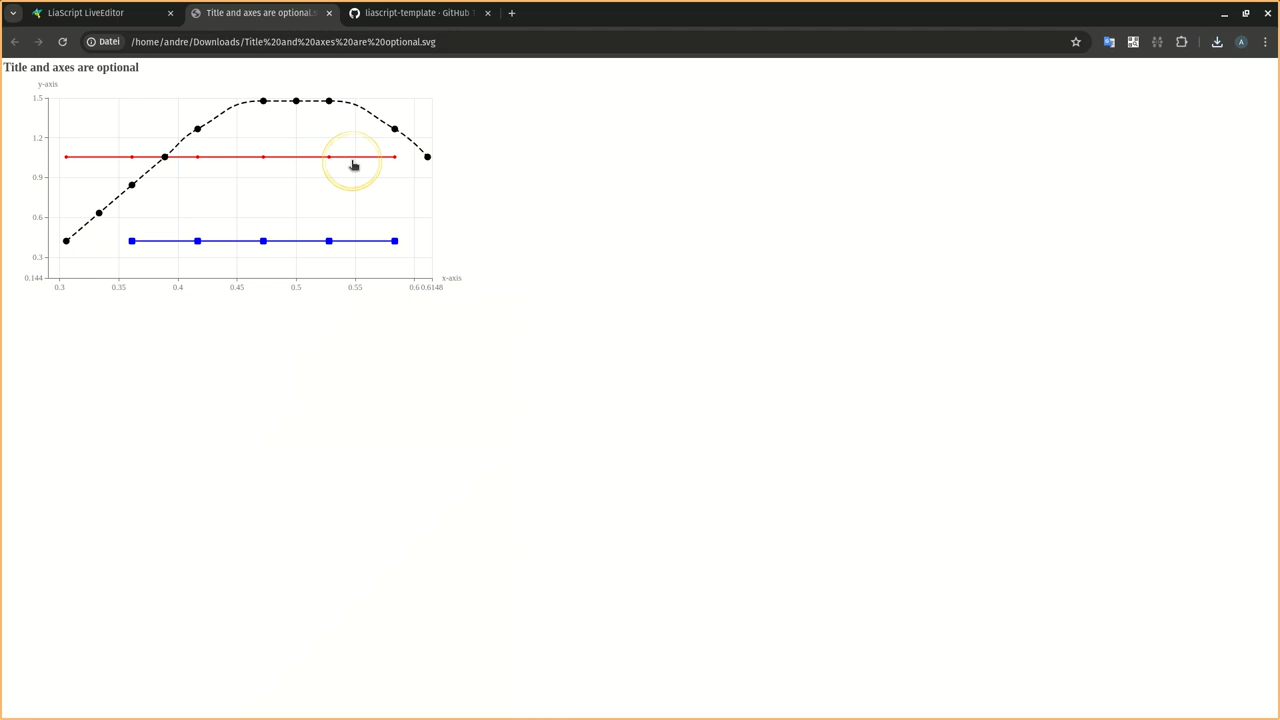 LiaScript LiveEditor
Title and axes are optional.
liascript-template · GitHub
Datei
/home/andre/Downloads/Title%20and%20axes%20are%20optional.svg
A
Title and axes are optional
y-axis
1.5
1.2
0.9
0.6
0.3
0.144
x-axis
0.3 0.35 0.4 0.45 0.5 0.55 0.6 0.6148